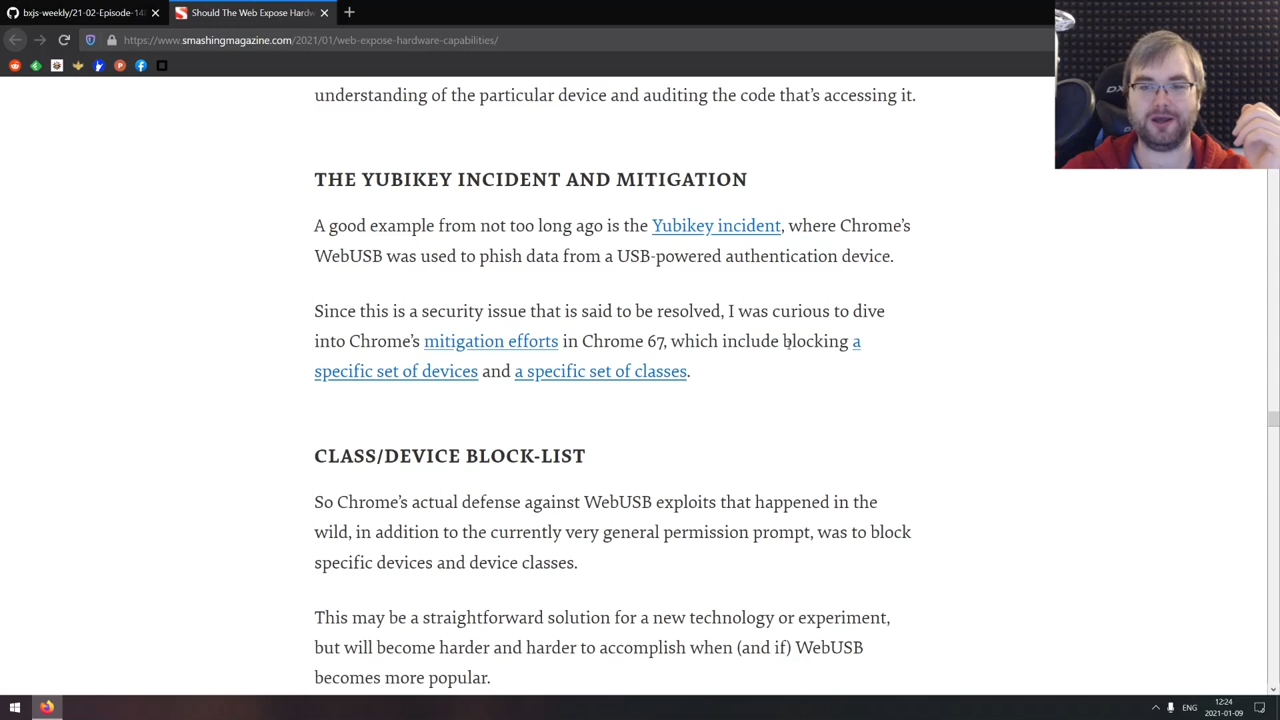 bxjs-weekly/21-02-Episode-14
Should The Web Expose Hardw
https://www.smashingmagazine.com/2021/01/web-expose-hardware-capabilities/
understanding of the particular device and auditing the code that's accessing it.
THE YUBIKEY INCIDENT AND MITIGATION
A good example from not too long ago is the Yubikey incident, where Chrome's
WebUSB was used to phish data from a USB-powered authentication device.
Since this is a security issue that is said to be resolved, I was curious to dive
into Chrome's mitigation efforts in Chrome 67, which include blocking a
specific set of devices and a specific set of classes.
CLASS/DEVICE BLOCK-LIST
So Chrome's actual defense against WebUSB exploits that happened in the
wild, in addition to the currently very general permission prompt, was to block
specific devices and device classes.
This may be a straightforward solution for a new technology or experiment,
but will become harder and harder to accomplish when (and if) WebUSB
becomes more popular.
ENG
12:24
2021-01-09